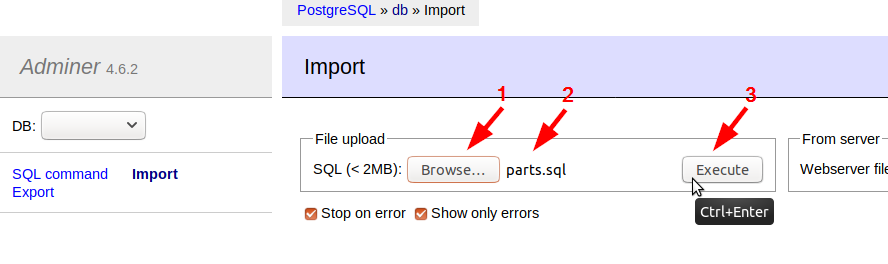 PostgreSQL » db » Import
Adminer 4.6.2
Import
1 2 3
DB:
File upload
From server
SQL command Import
Export
SQL (< 2MB): Browse... parts.sql Execute
Webserver file
Stop on error Show only errors
Ctrl+Enter